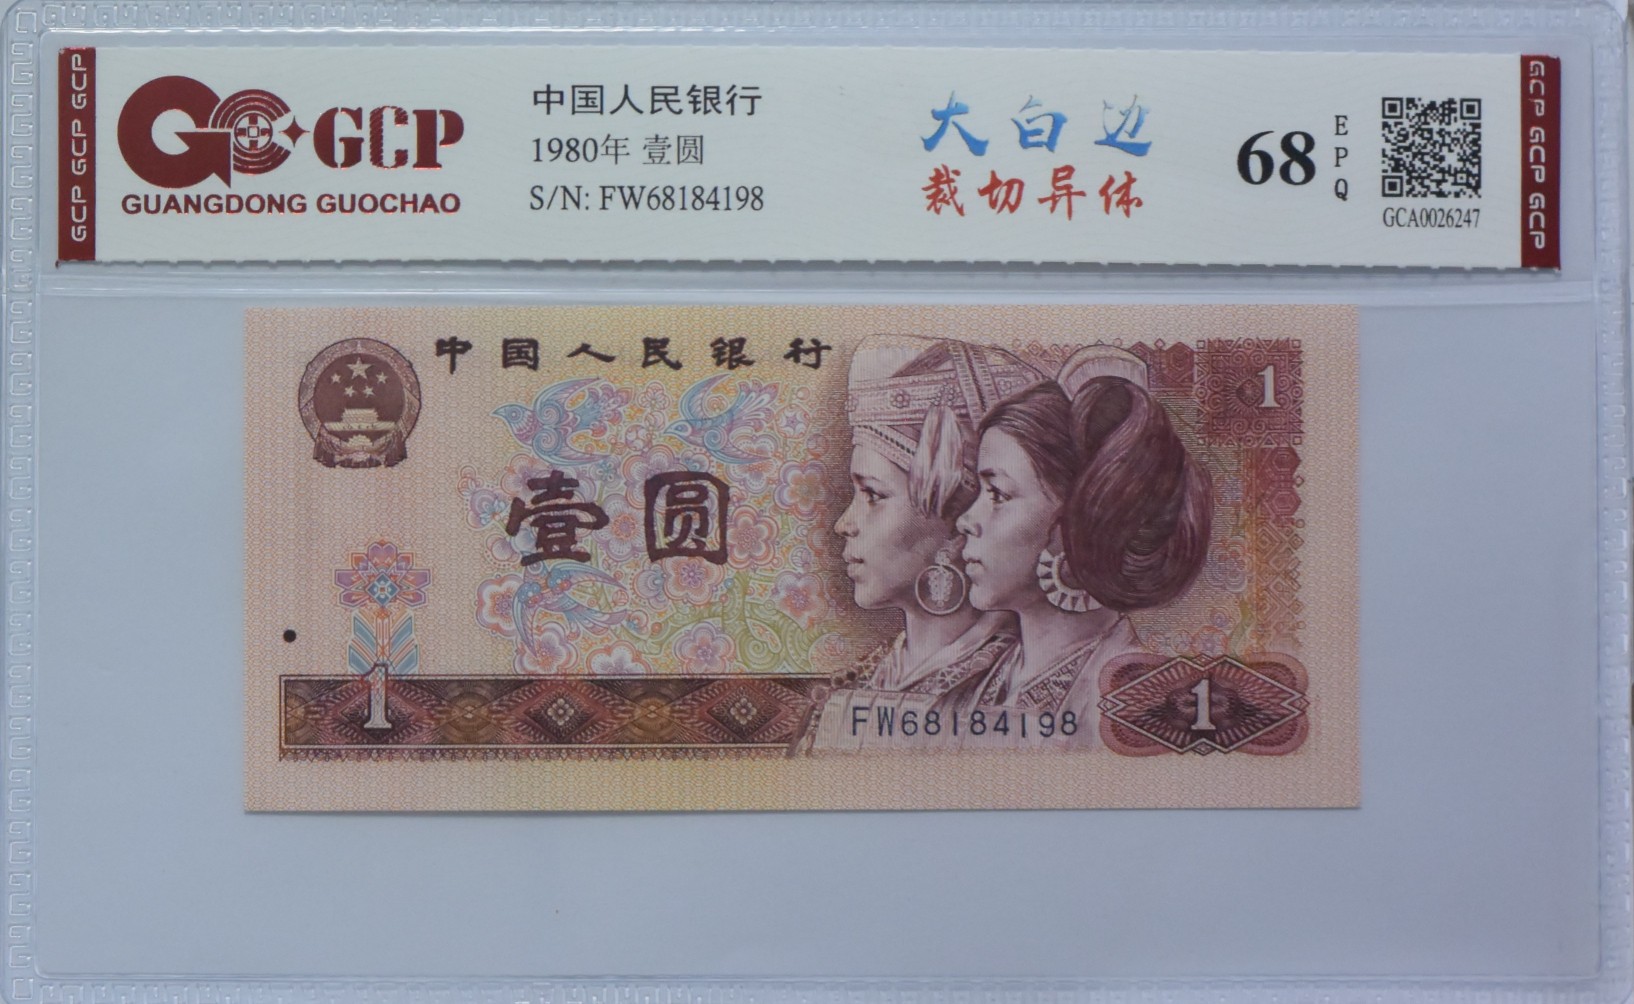 GCP GCP GCP
GCP
GUANGDONG GUOCHAO
中国人民银行
1980年 壹圆
S/N: FW68184198
大白边
裁切异体
68
EPQ
GCA0026247
GCP GCP GCP GCP
中国人民银行
1
壹圆
1
FW68184198
1